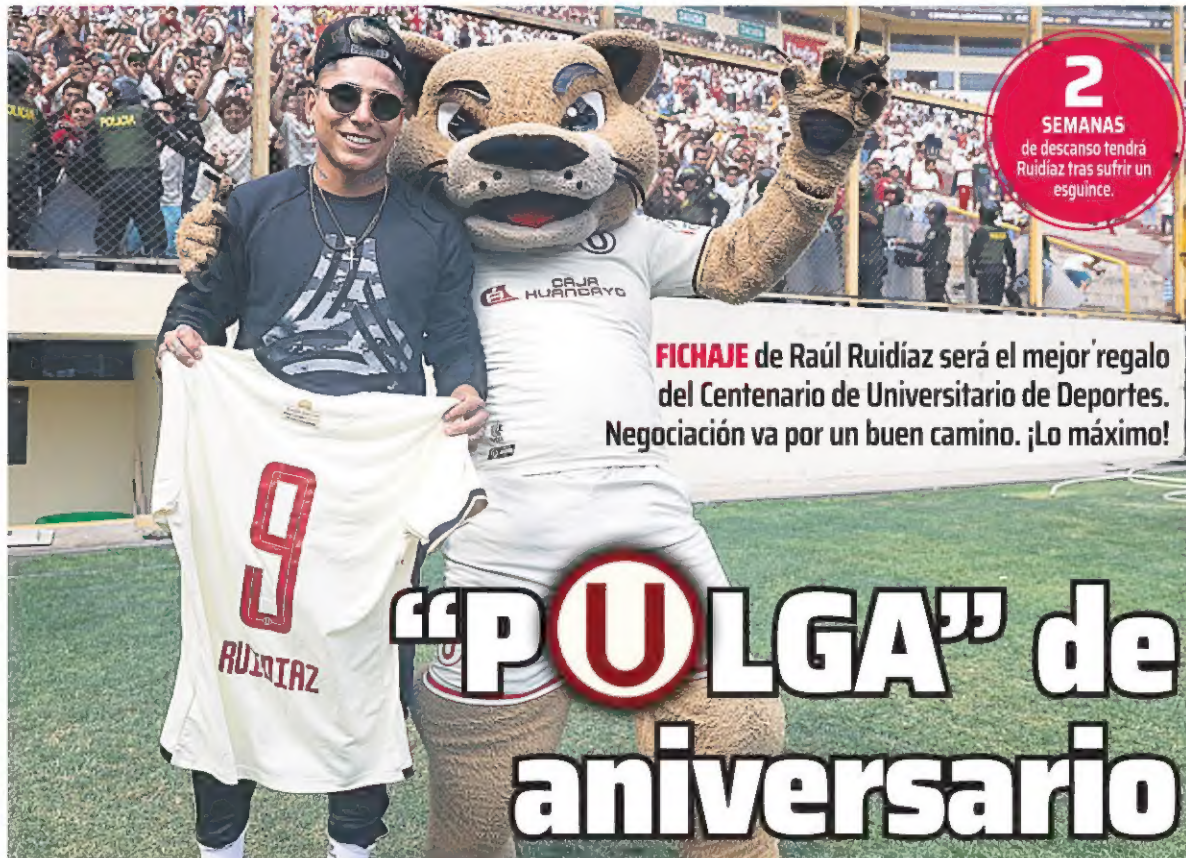 2
SEMANAS
de descanso tendrá
Ruidíaz tras sufrir un
esguince.
POLICIA
POLICIA
CAJA
HUANCAYO
FICHAJE de Raúl Ruidíaz será el mejor regalo
del Centenario de Universitario de Deportes.
Negociación va por un buen camino. ¡Lo máximo!
9
RUIDIAZ
“PULGA” de
aniversario